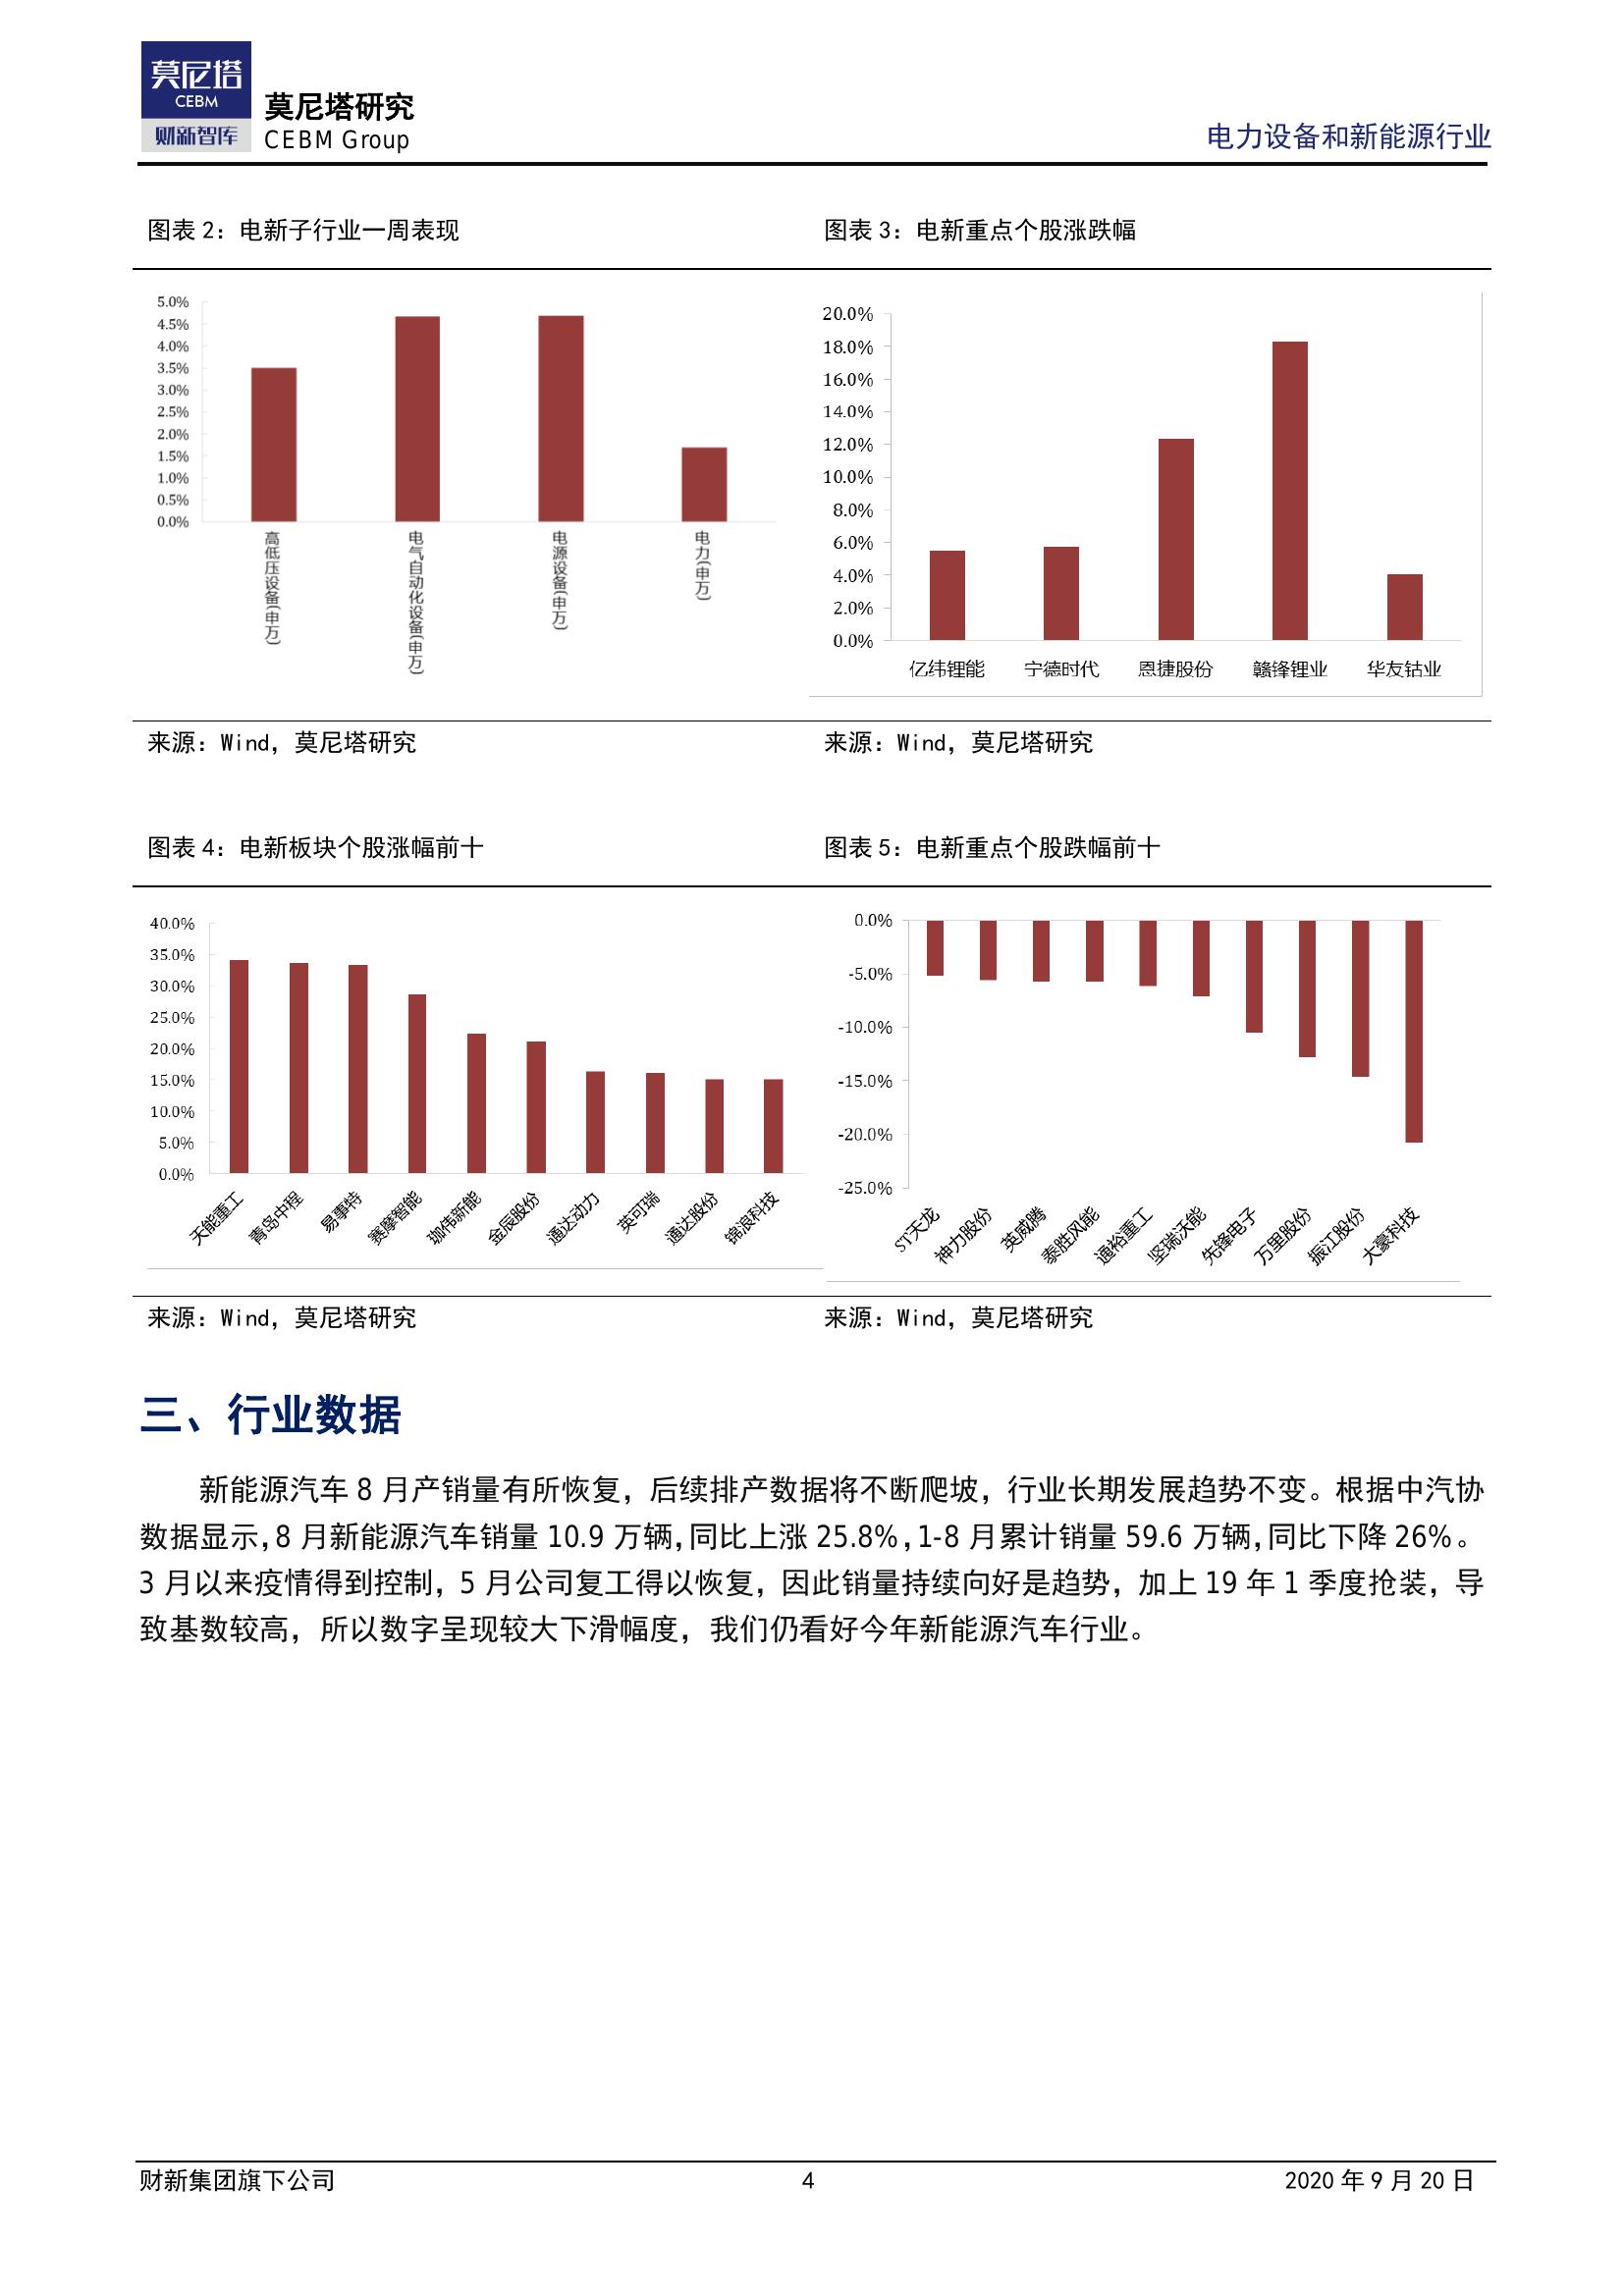 莫尼塔
CEBM
财新智库
莫尼塔研究
CEBM Group
电力设备和新能源行业
图表 2：电新子行业一周表现
图表 3：电新重点个股涨跌幅
5.0%
4.5%
4.0%
3.5%
3.0%
2.5%
2.0%
1.5%
1.0%
0.5%
0.0%
高低压设备(申万)
电气自动化设备(申万)
电源设备(申万)
电力(申万)
20.0%
18.0%
16.0%
14.0%
12.0%
10.0%
8.0%
6.0%
4.0%
2.0%
0.0%
亿纬锂能
宁德时代
恩捷股份
赣锋锂业
华友钴业
来源：Wind，莫尼塔研究
来源：Wind，莫尼塔研究
图表 4：电新板块个股涨幅前十
图表 5：电新重点个股跌幅前十
40.0%
35.0%
30.0%
25.0%
20.0%
15.0%
10.0%
5.0%
0.0%
天能重工
青岛中程
易事特
赛摩智能
珈伟新能
金辰股份
通达动力
英可瑞
通达股份
锦浪科技
0.0%
-5.0%
-10.0%
-15.0%
-20.0%
-25.0%
ST天龙
神力股份
英威腾
泰胜风能
通裕重工
坚瑞沃能
先锋电子
万里股份
振江股份
大豪科技
来源：Wind，莫尼塔研究
来源：Wind，莫尼塔研究
三、行业数据
新能源汽车 8 月产销量有所恢复，后续排产数据将不断爬坡，行业长期发展趋势不变。根据中汽协
数据显示，8 月新能源汽车销量 10.9 万辆，同比上涨 25.8%，1-8 月累计销量 59.6 万辆，同比下降 26%。
3 月以来疫情得到控制，5 月公司复工得以恢复，因此销量持续向好是趋势，加上 19 年 1 季度抢装，导
致基数较高，所以数字呈现较大下滑幅度，我们仍看好今年新能源汽车行业。
财新集团旗下公司
4
2020 年 9 月 20 日